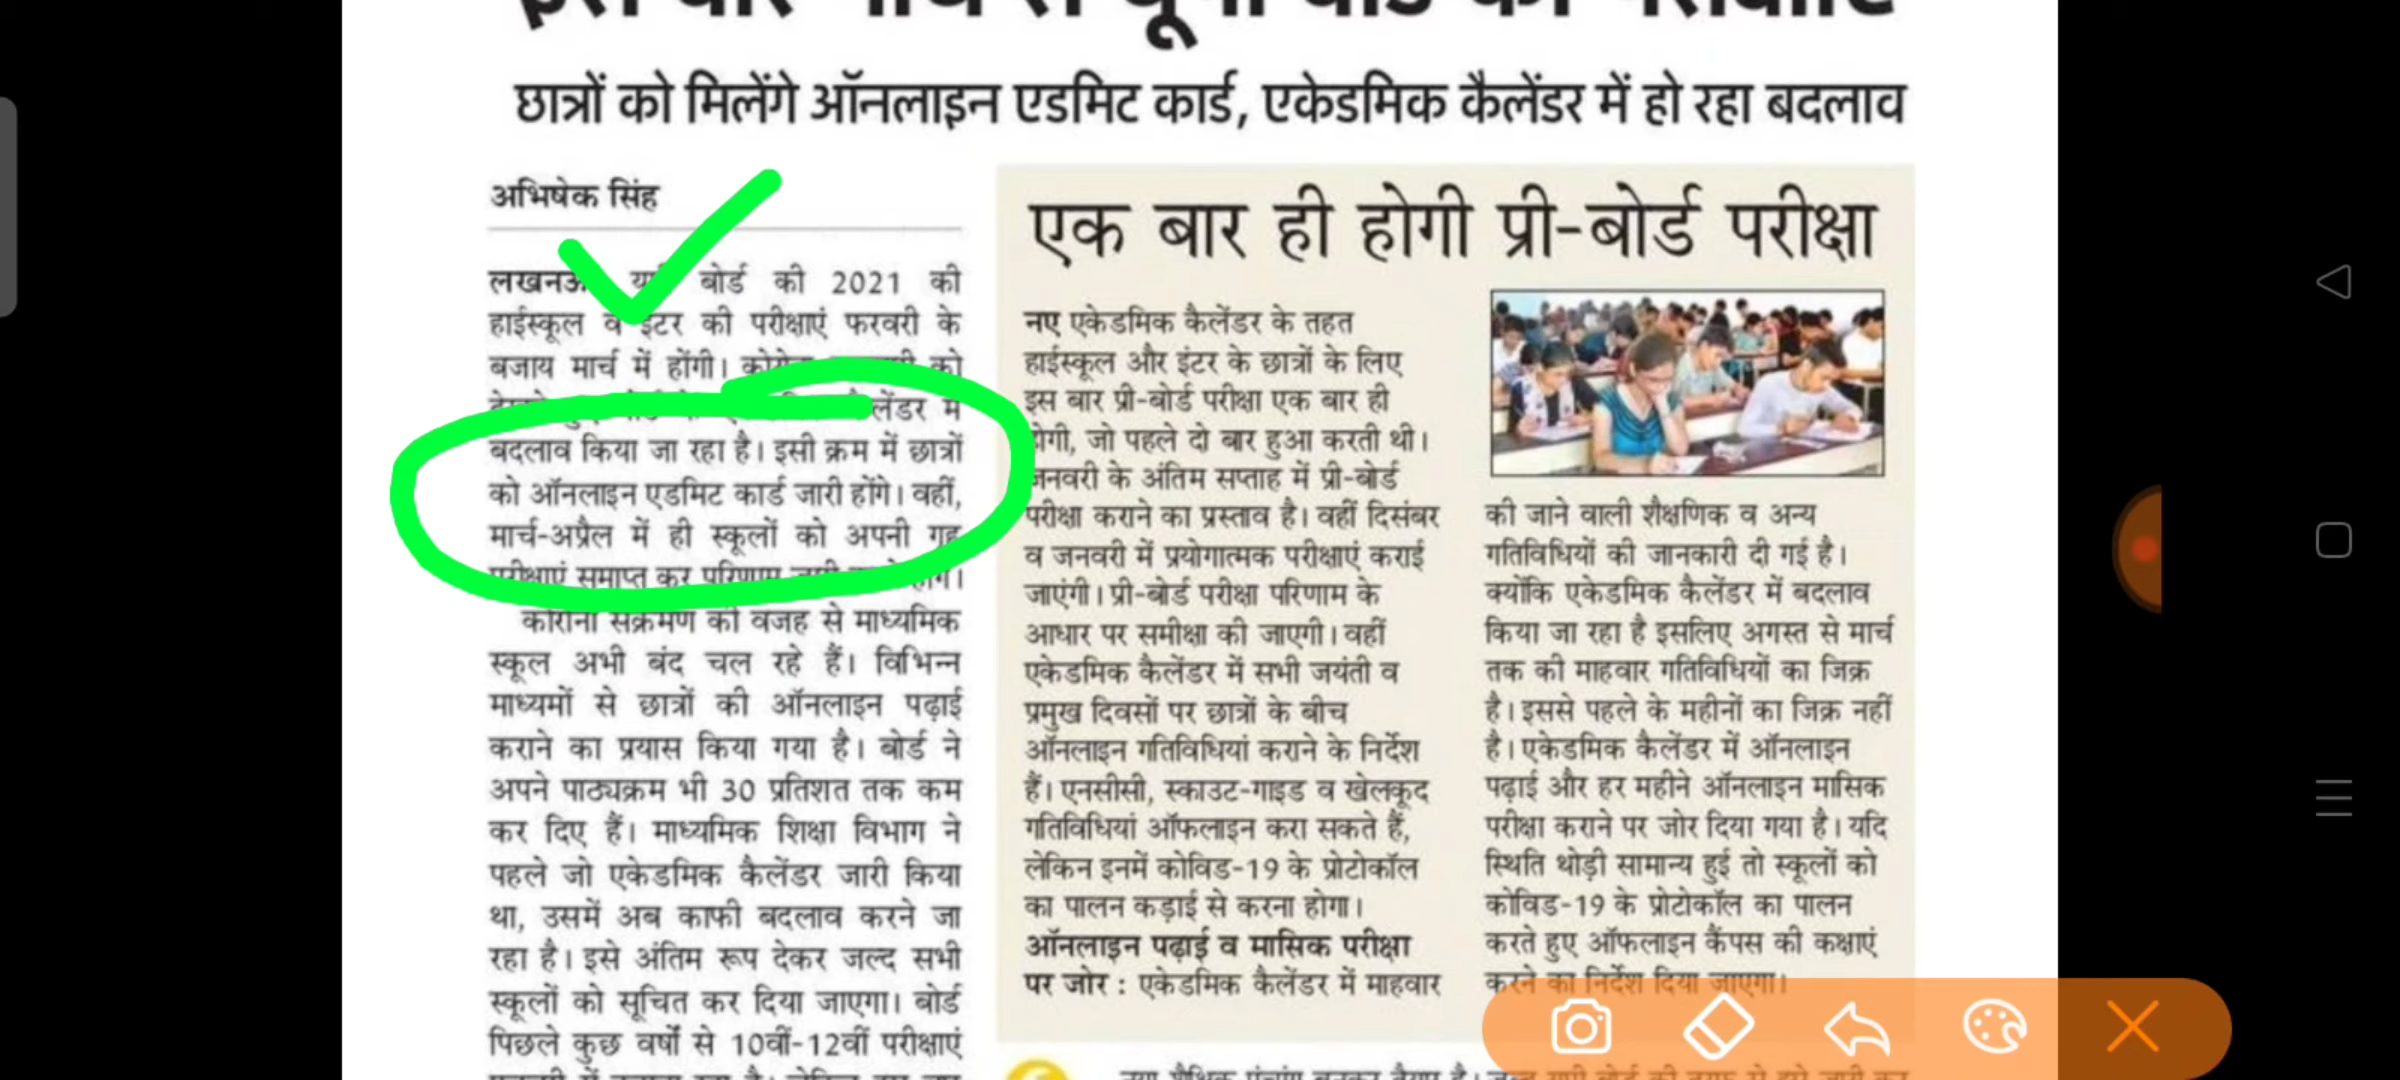 छात्रों को मिलेंगे ऑनलाइन एडमिट कार्ड, एकेडमिक कैलेंडर में हो रहा बदलाव
अभिषेक सिंह
बोर्ड की 2021 की
हाईस्कूल व इंटर की परीक्षाएं फरवरी के
बजाय मार्च में होंगी। को
में
बदलाव किया जा रहा है। इसी क्रम में छात्रों
को ऑनलाइन एडमिट कार्ड जारी होंगे। वहीं,
मार्च-अप्रैल में ही स्कूलों को अपनी गृह
परीक्षाएं समाप्त कर परिणाम
कोरोना संक्रमण की वजह से माध्यमिक
स्कूल अभी बंद चल रहे हैं। विभिन्न
माध्यमों से छात्रों की ऑनलाइन पढ़ाई
कराने का प्रयास किया गया है। बोर्ड ने
अपने पाठ्यक्रम भी 30 प्रतिशत तक कम
कर दिए हैं। माध्यमिक शिक्षा विभाग ने
पहले जो एकेडमिक कैलेंडर जारी किया
था, उसमें अब काफी बदलाव करने जा
रहा है। इसे अंतिम रूप देकर जल्द सभी
स्कूलों को सूचित कर दिया जाएगा। बोर्ड
पिछले कुछ वर्षों से 10वीं-12वीं परीक्षाएं
एक बार ही होगी प्री-बोर्ड परीक्षा
नए एकेडमिक कैलेंडर के तहत
हाईस्कूल और इंटर के छात्रों के लिए
इस बार प्री-बोर्ड परीक्षा एक बार ही
होगी, जो पहले दो बार हुआ करती थी।
जनवरी के अंतिम सप्ताह में प्री-बोर्ड
परीक्षा कराने का प्रस्ताव है। वहीं दिसंबर
व जनवरी में प्रयोगात्मक परीक्षाएं कराई
जाएंगी। प्री-बोर्ड परीक्षा परिणाम के
आधार पर समीक्षा की जाएगी। वहीं
एकेडमिक कैलेंडर में सभी जयंती व
प्रमुख दिवसों पर छात्रों के बीच
ऑनलाइन गतिविधियां कराने के निर्देश
हैं। एनसीसी, स्काउट-गाइड व खेलकूद
गतिविधियां ऑफलाइन करा सकते हैं,
लेकिन इनमें कोविड-19 के प्रोटोकॉल
का पालन कड़ाई से करना होगा।
ऑनलाइन पढ़ाई व मासिक परीक्षा
पर जोर : एकेडमिक कैलेंडर में माहवार
की जाने वाली शैक्षणिक व अन्य
गतिविधियों की जानकारी दी गई है।
क्योंकि एकेडमिक कैलेंडर में बदलाव
किया जा रहा है इसलिए अगस्त से मार्च
तक की माहवार गतिविधियों का जिक्र
है। इससे पहले के महीनों का जिक्र नहीं
है। एकेडमिक कैलेंडर में ऑनलाइन
पढ़ाई और हर महीने ऑनलाइन मासिक
परीक्षा कराने पर जोर दिया गया है। यदि
स्थिति थोड़ी सामान्य हुई तो स्कूलों को
कोविड-19 के प्रोटोकॉल का पालन
करते हुए ऑफलाइन कैंपस की कक्षाएं
करने का निर्देश दिया जाएगा।